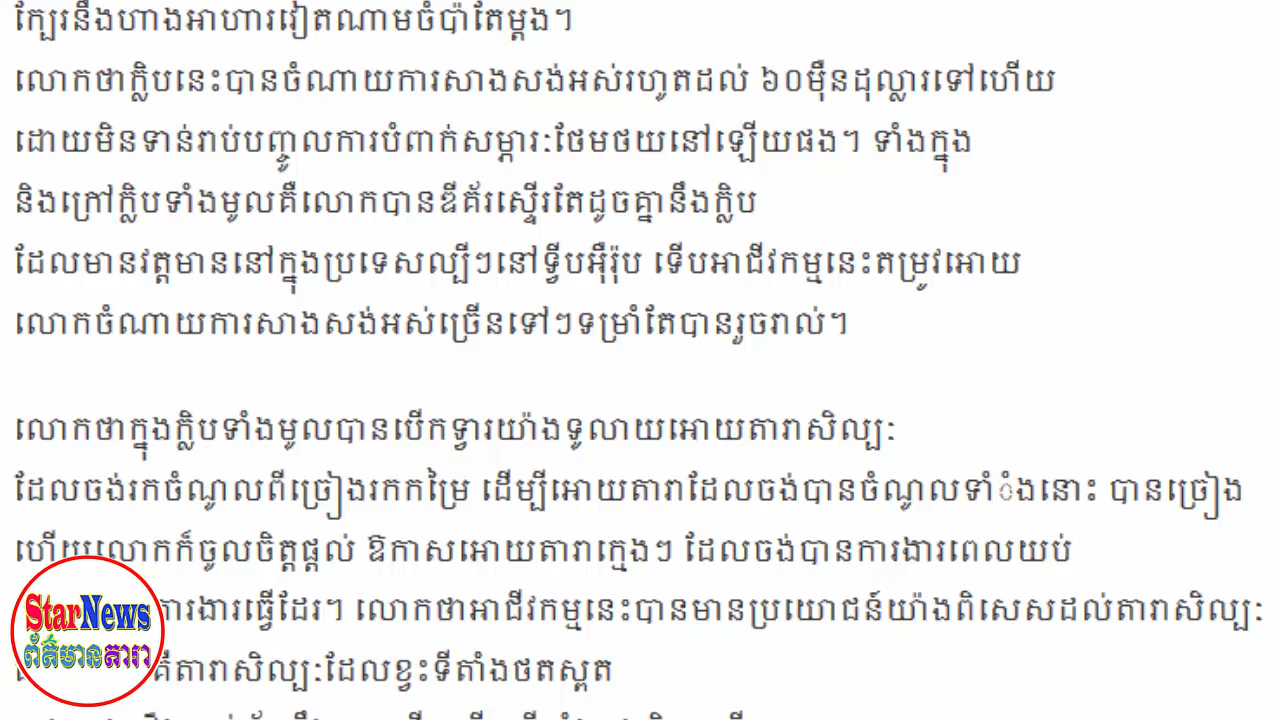 ក្បែរនឹងហាងអាហារវៀតណាមចំប៉ាតែម្ដង។
លោកថាក្លិបនេះបានចំណាយការសាងសង់អស់រហូតដល់ ៦០ម៉ឺនដុល្លារទៅហើយ
ដោយមិនទាន់រាប់បញ្ចូលការបំពាក់សម្ភារៈថែមថយនៅឡើយផង។ ទាំងក្នុង
និងក្រៅក្លិបទាំងមូលគឺលោកបានឌីគ័រស្ទើរតែដូចគ្នានឹងក្លិប
ដែលមានវត្តមាននៅក្នុងប្រទេសល្បីៗនៅទ្វីបអ៊ឺរ៉ុប ទើបអាជីវកម្មនេះតម្រូវអោយ
លោកចំណាយការសាងសង់អស់ច្រើនទៅៗទម្រាំតែបានរួចរាល់។
លោកថាក្នុងក្លិបទាំងមូលបានបើកទ្វារយ៉ាងទូលាយអោយតារាសិល្បៈ
ដែលចង់រកចំណូលពីច្រៀងរកកម្រៃ ដើម្បីអោយតារាដែលចង់បានចំណូលទាំំងនោះ បានច្រៀង
ហើយលោកក៏ចូលចិត្តផ្ដល់ ឱកាសអោយតារាក្មេងៗ ដែលចង់បានការងារពេលយប់
ការងារធ្វើដែរ។ លោកថាអាជីវកម្មនេះបានមានប្រយោជន៍យ៉ាងពិសេសដល់តារាសិល្បៈ
គឺតារាសិល្បៈដែលខ្វះទីតាំងថតស្ពត
StarNews
ព័ត៌មានតារា